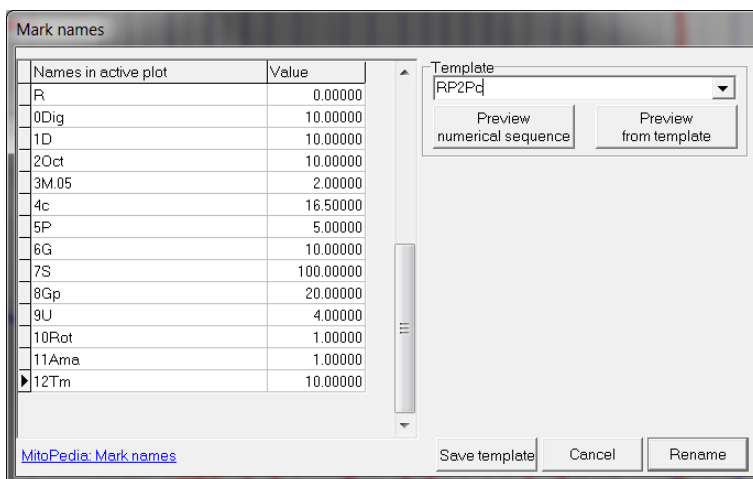 Mark names
Names in active plot Value
R 0.00000
0Dig 10.00000
1D 10.00000
2Oct 10.00000
3M.05 2.00000
4c 16.50000
5P 5.00000
6G 10.00000
7S 100.00000
8Gp 20.00000
9U 4.00000
10Rot 1.00000
11Ama 1.00000
12Tm 10.00000
MitoPedia: Mark names
Template
RP2Pc
Preview
numerical sequence
Preview
from template
Save template Cancel Rename